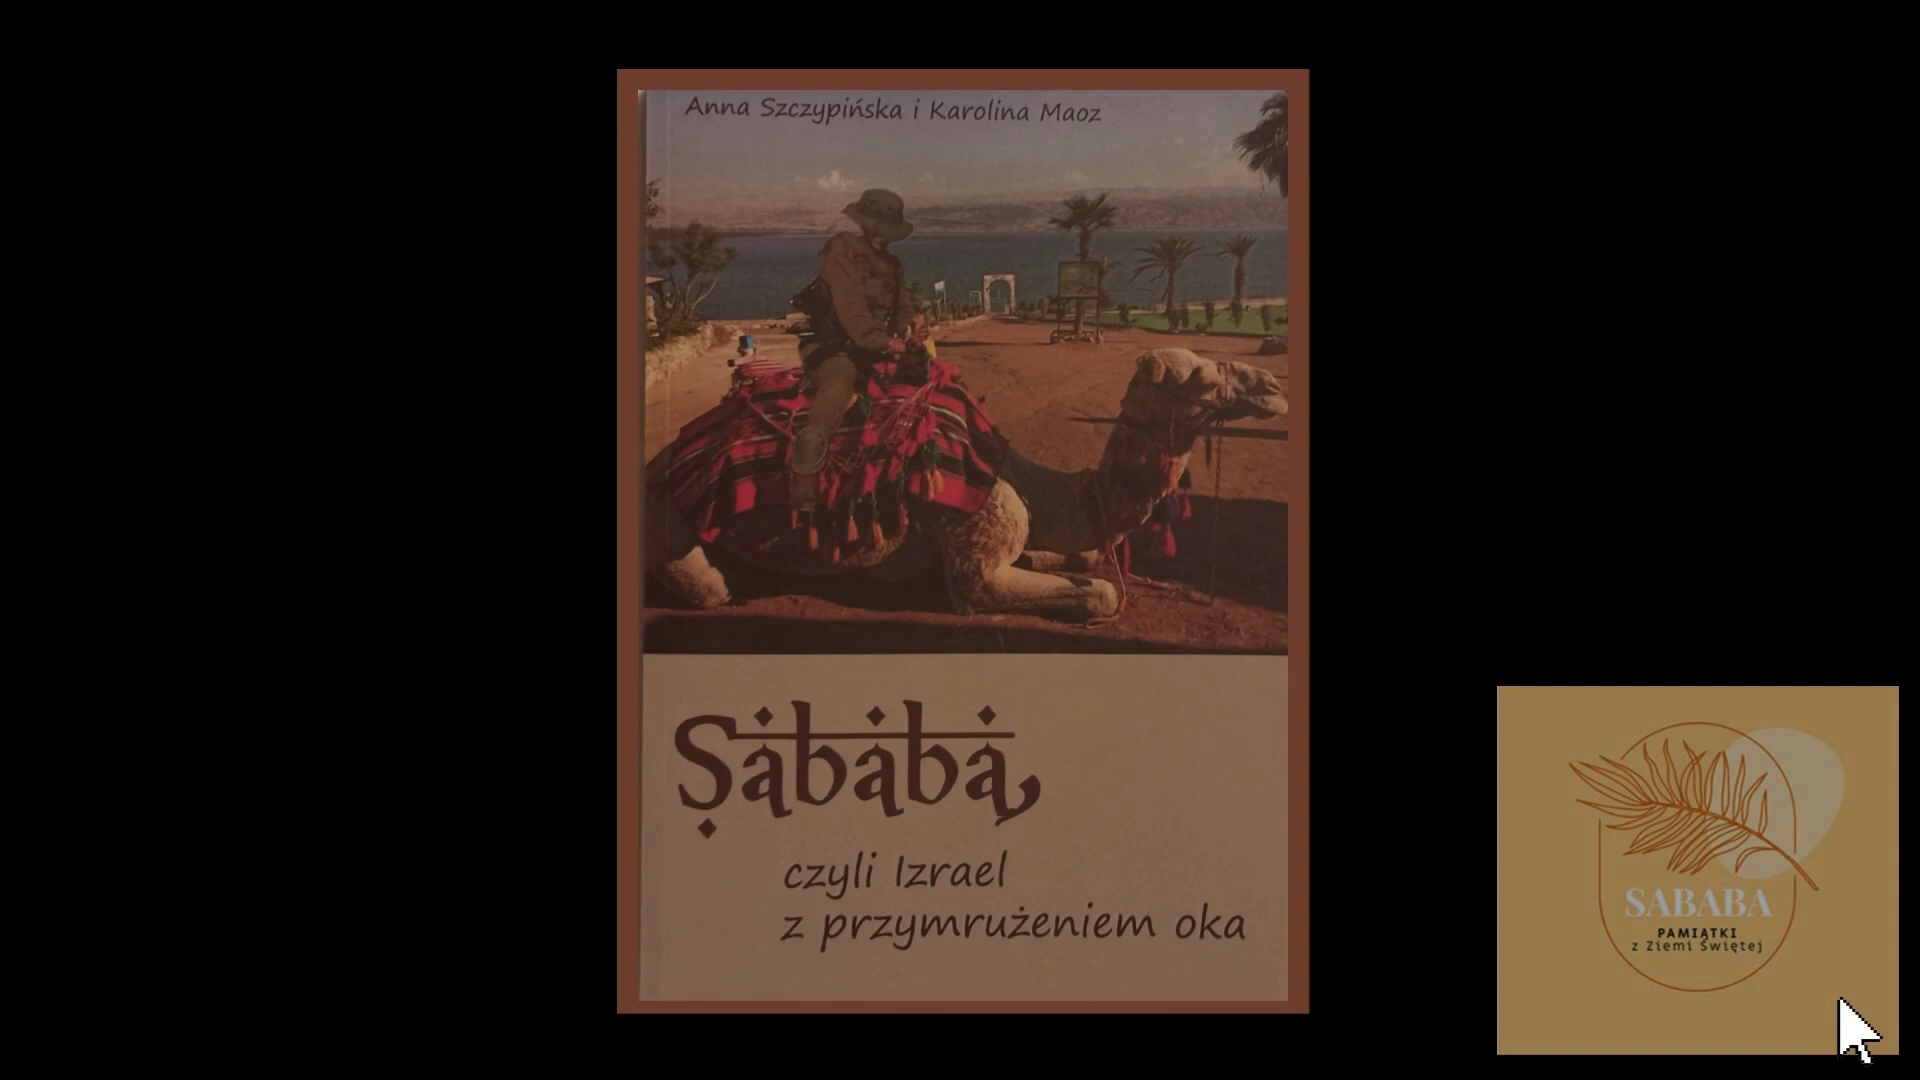 Anna Szczypińska i Karolina Maoz
Sababa,
czyli Izrael
z przymrużeniem oka
SABABA
PAMIĄTKI
z Ziemi Świętej